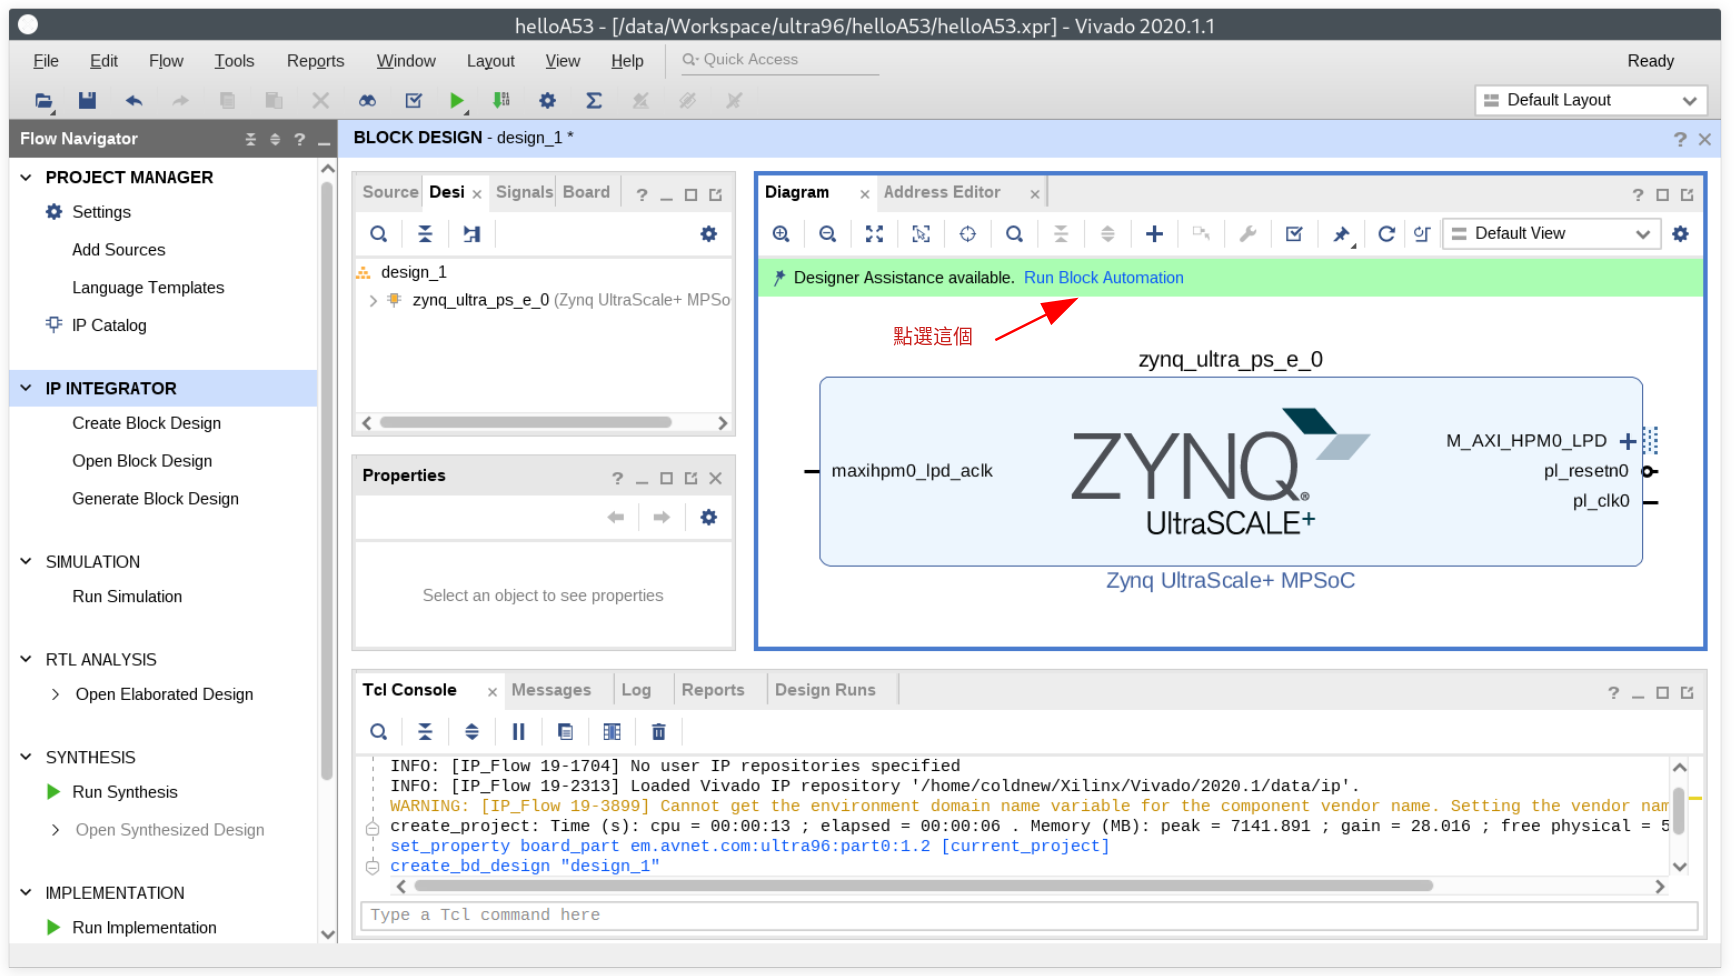 helloA53 - [/data/Workspace/ultra96/helloA53/helloA53.xpr] - Vivado 2020.1.1
File Edit Flow Tools Reports Window Layout View Help Quick Access Ready
Default Layout
Flow Navigator
PROJECT MANAGER
Settings
Add Sources
Language Templates
IP Catalog
IP INTEGRATOR
Create Block Design
Open Block Design
Generate Block Design
SIMULATION
Run Simulation
RTL ANALYSIS
Open Elaborated Design
SYNTHESIS
Run Synthesis
Open Synthesized Design
IMPLEMENTATION
Run Implementation
BLOCK DESIGN - design_1 *
Source Desi Signals Board
design_1
zynq_ultra_ps_e_0 (Zynq UltraScale+ MPSo
Properties
Select an object to see properties
Diagram Address Editor
Default View
Designer Assistance available. Run Block Automation
點選這個
zynq_ultra_ps_e_0
maxihpm0_lpd_aclk
ZYNQ®
UltraSCALE+
M_AXI_HPM0_LPD
pl_resetn0
pl_clk0
Zynq UltraScale+ MPSoC
Tcl Console Messages Log Reports Design Runs
INFO: [IP_Flow 19-1704] No user IP repositories specified
INFO: [IP_Flow 19-2313] Loaded Vivado IP repository '/home/coldnew/Xilinx/Vivado/2020.1/data/ip'.
WARNING: [IP_Flow 19-3899] Cannot get the environment domain name variable for the component vendor name. Setting the vendor nam
create_project: Time (s): cpu = 00:00:13 ; elapsed = 00:00:06 . Memory (MB): peak = 7141.891 ; gain = 28.016 ; free physical = 5
set_property board_part em.avnet.com:ultra96:part0:1.2 [current_project]
create_bd_design "design_1"
Type a Tcl command here